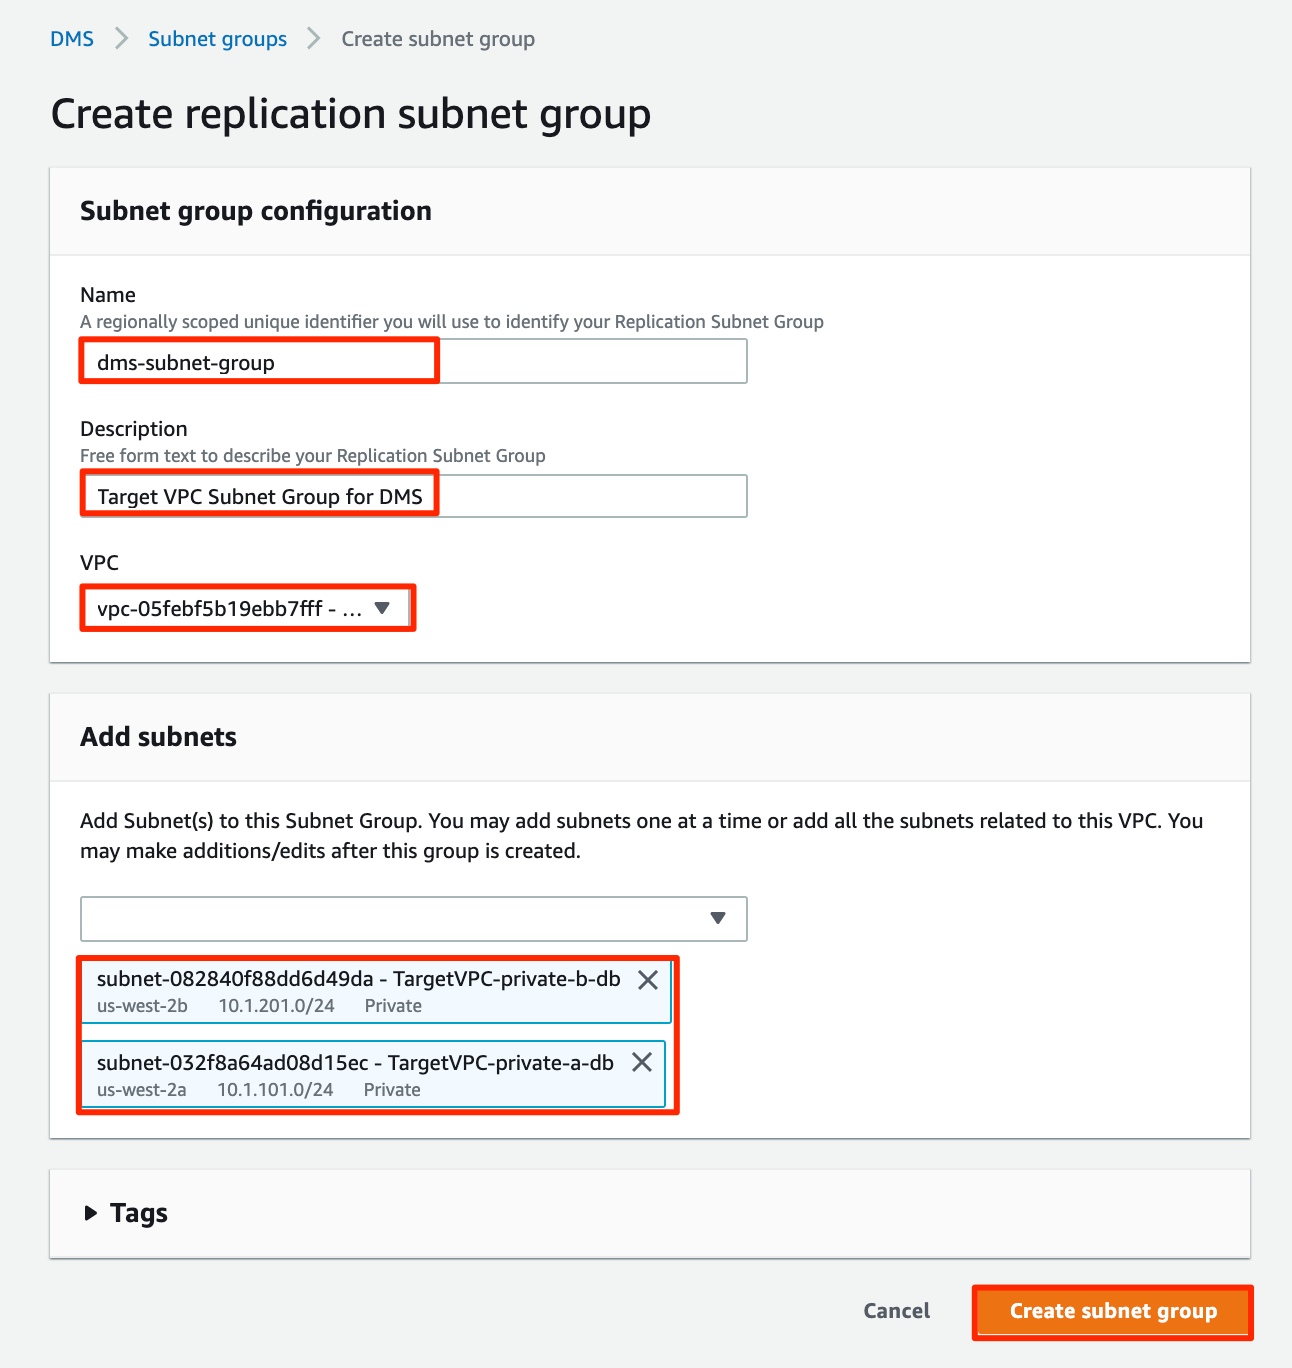 DMS > Subnet groups > Create subnet group
Create replication subnet group
Subnet group configuration
Name
A regionally scoped unique identifier you will use to identify your Replication Subnet Group
dms-subnet-group
Description
Free form text to describe your Replication Subnet Group
Target VPC Subnet Group for DMS
VPC
vpc-05febf5b19ebb7fff - ...
Add subnets
Add Subnet(s) to this Subnet Group. You may add subnets one at a time or add all the subnets related to this VPC. You
may make additions/edits after this group is created.
subnet-082840f88dd6d49da - TargetVPC-private-b-db
us-west-2b 10.1.201.0/24 Private
subnet-032f8a64ad08d15ec - TargetVPC-private-a-db
us-west-2a 10.1.101.0/24 Private
Tags
Cancel Create subnet group